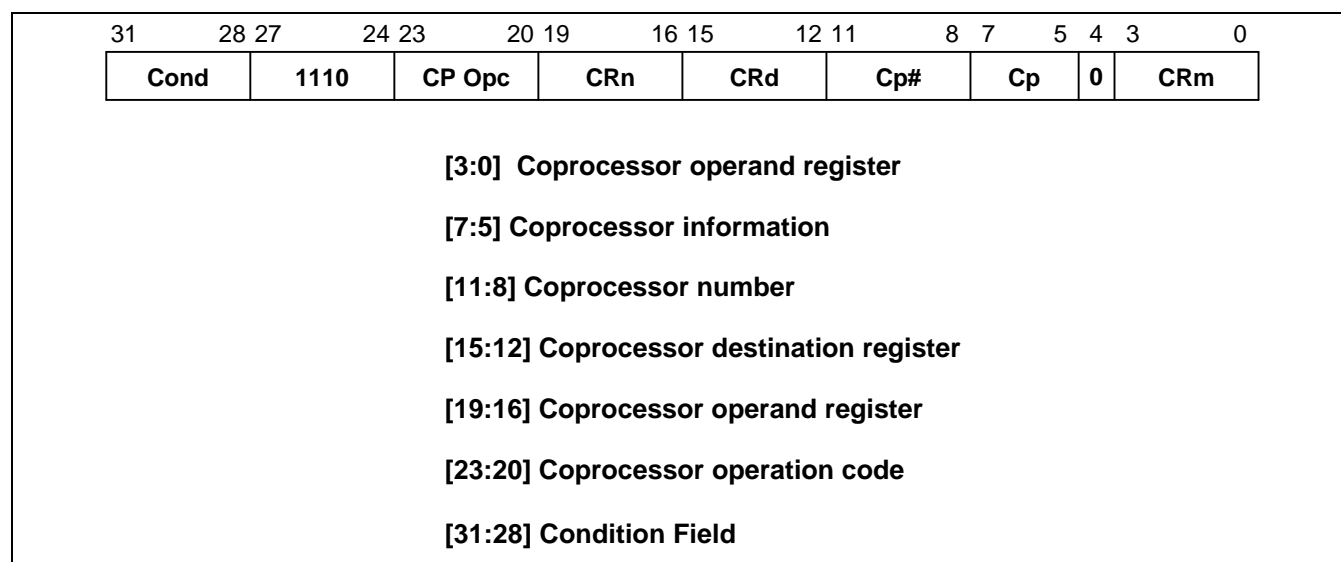 31 28 27 24 23 20 19 16 15 12 11 8 7 5 4 3 0
Cond 1110 CP Opc CRn CRd Cp# Cp 0 CRm
[3:0] Coprocessor operand register
[7:5] Coprocessor information
[11:8] Coprocessor number
[15:12] Coprocessor destination register
[19:16] Coprocessor operand register
[23:20] Coprocessor operation code
[31:28] Condition Field